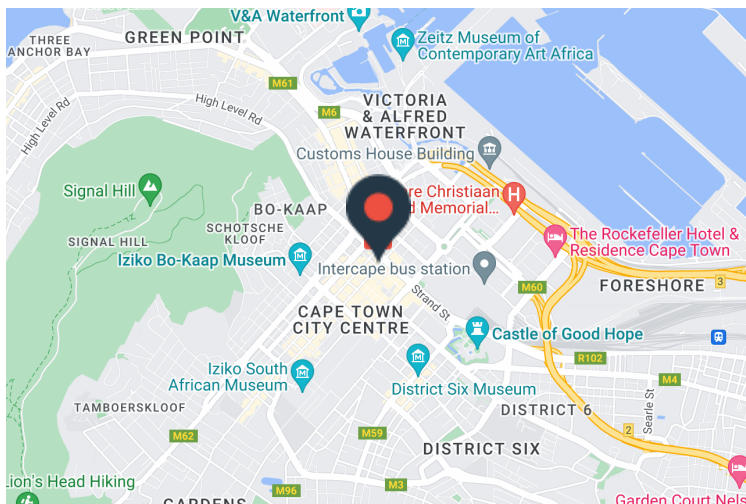 V&A Waterfront
THREE
ANCHOR BAY
GREEN POINT
Zeitz Museum of
Contemporary Art Africa
M61
High Level Rd
High Level Rd
M6
VICTORIA
& ALFRED
WATERFRONT
Customs House Building
Signal Hill
BO-KAAP
Christiaan
Memorial...
SCHOTSCHE
KLOOF
SIGNAL HILL
The Rockefeller Hotel &
Residence Cape Town
Iziko Bo-Kaap Museum
Intercape bus station
M60
FORESHORE
3
Strand St
CAPE TOWN
CITY CENTRE
Castle of Good Hope
R102
Iziko South
African Museum
District Six Museum
M4
TAMBOERSKLOOF
DISTRICT 6
Searle St
M62
M59
2
DISTRICT SIX
Lion's Head Hiking
M96
M3
GARDENS
Garden Court Nels